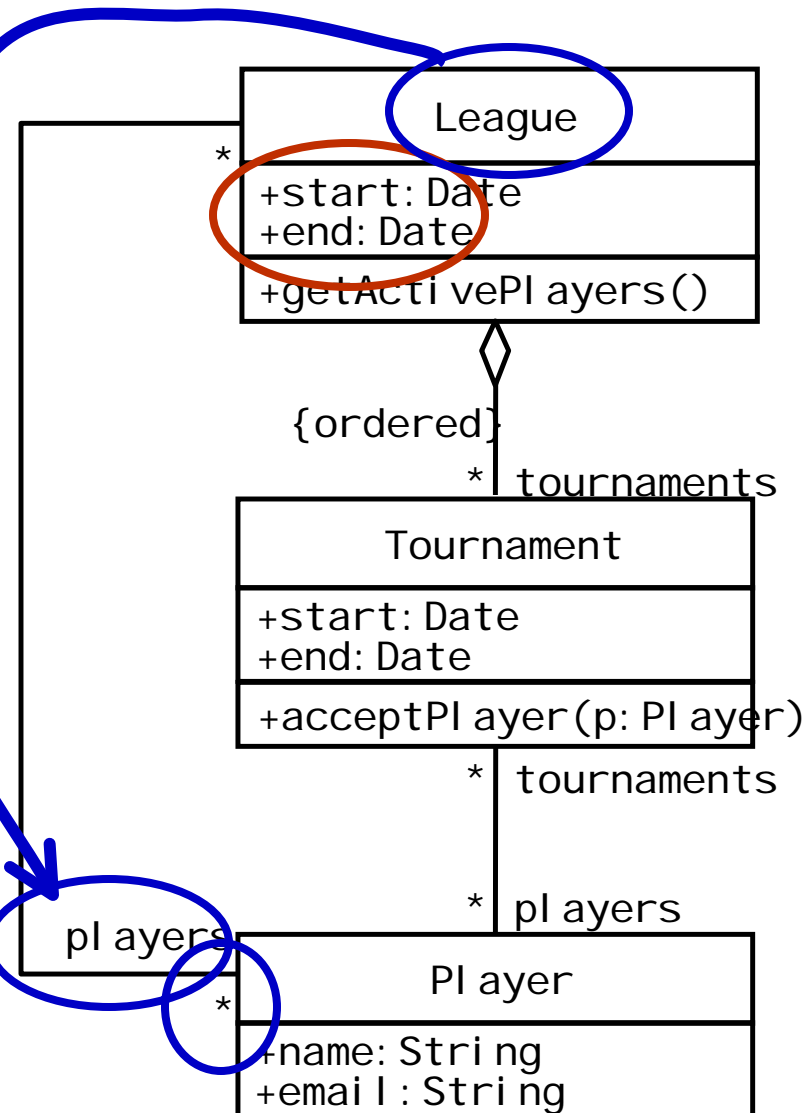 League
*
+start: Date
+end: Date
+getActivePlayers()
{ordered}
* tournaments
Tournament
+start: Date
+end: Date
+acceptPlayer(p: Player)
* tournaments
* players
players
*
Player
+name: String
+email: String